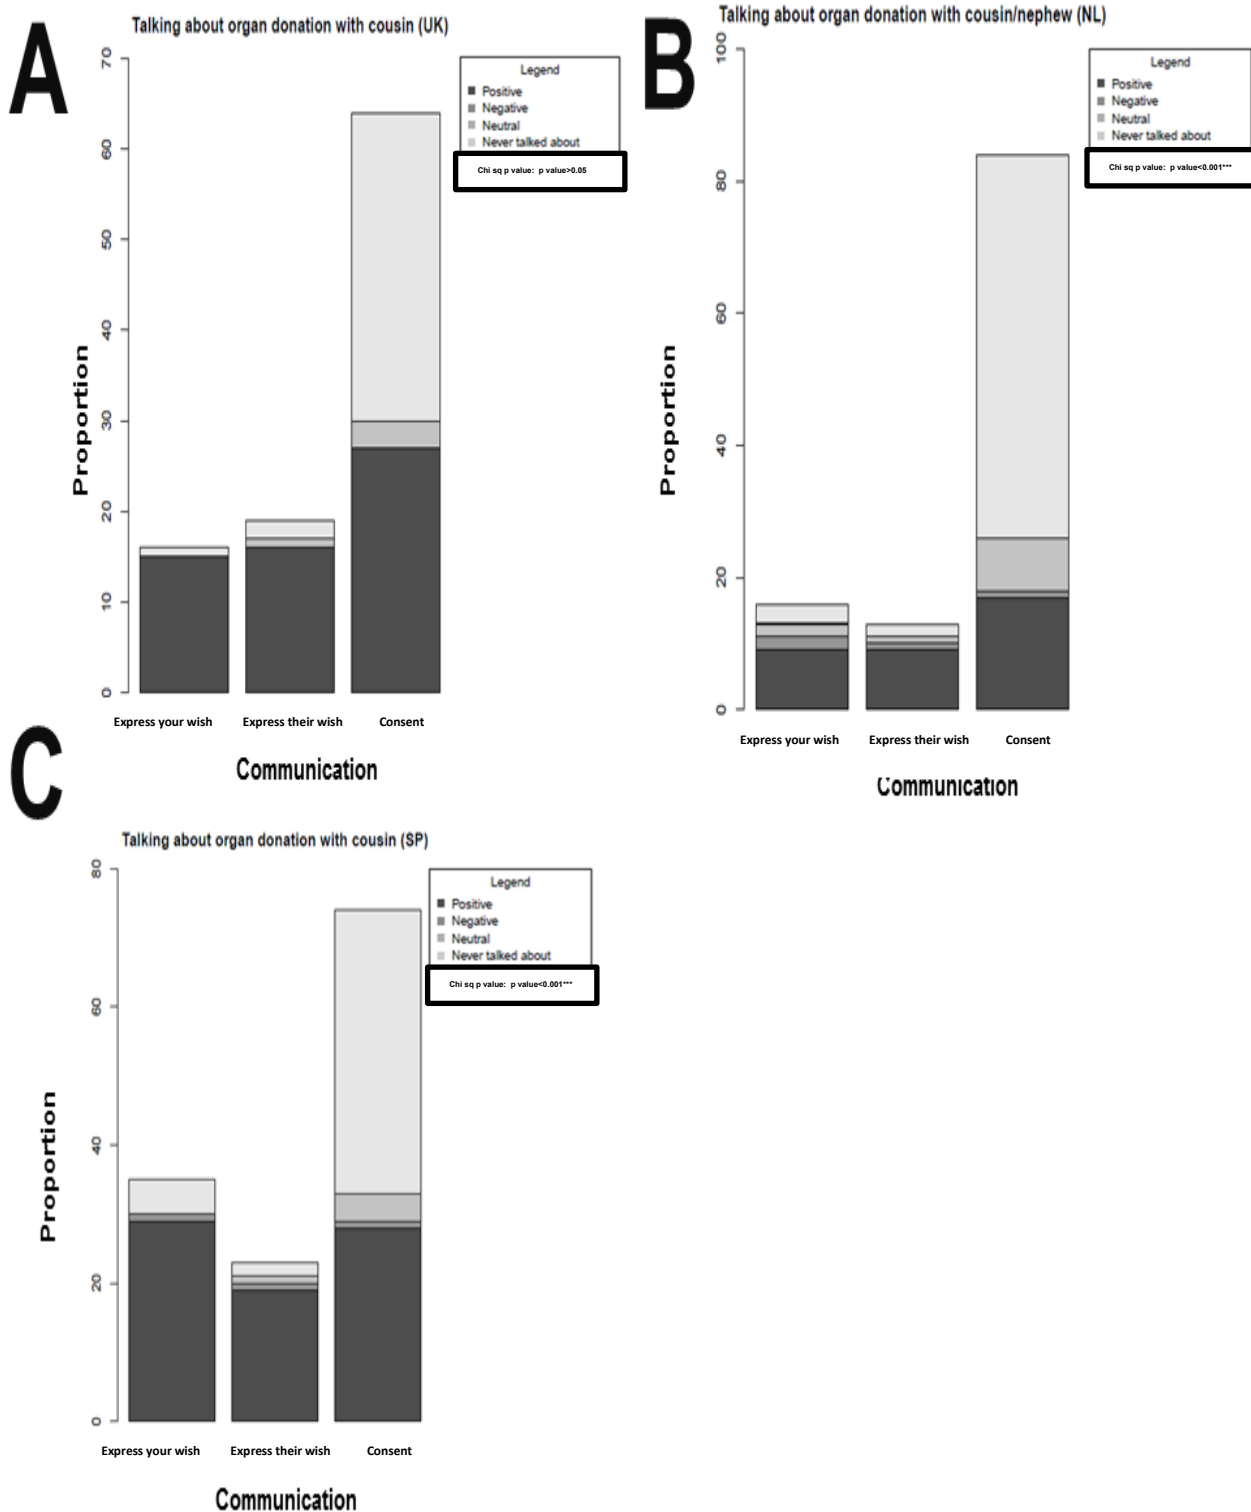 A
Talking about organ donation with cousin (UK)
70
60
50
40
30
20
10
0
Proportion
Legend
Positive
Negative
Neutral
Never talked about
Chi sq p value: p value>0.05
Express your wish
Express their wish
Consent
Communication
B
Talking about organ donation with cousin/nephew (NL)
100
80
60
40
20
0
Proportion
Legend
Positive
Negative
Neutral
Never talked about
Chi sq p value: p value<0.001***
Express your wish
Express their wish
Consent
Communication
C
Talking about organ donation with cousin (SP)
80
60
40
20
0
Proportion
Legend
Positive
Negative
Neutral
Never talked about
Chi sq p value: p value<0.001***
Express your wish
Express their wish
Consent
Communication